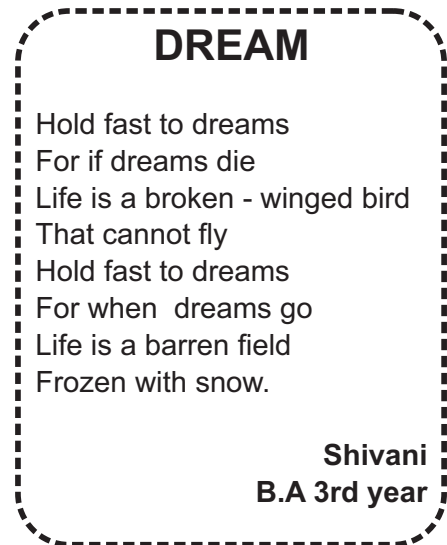 DREAM
Hold fast to dreams
For if dreams die
Life is a broken - winged bird
That cannot fly
Hold fast to dreams
For when  dreams go
Life is a barren field
Frozen with snow.
Shivani
B.A 3rd year